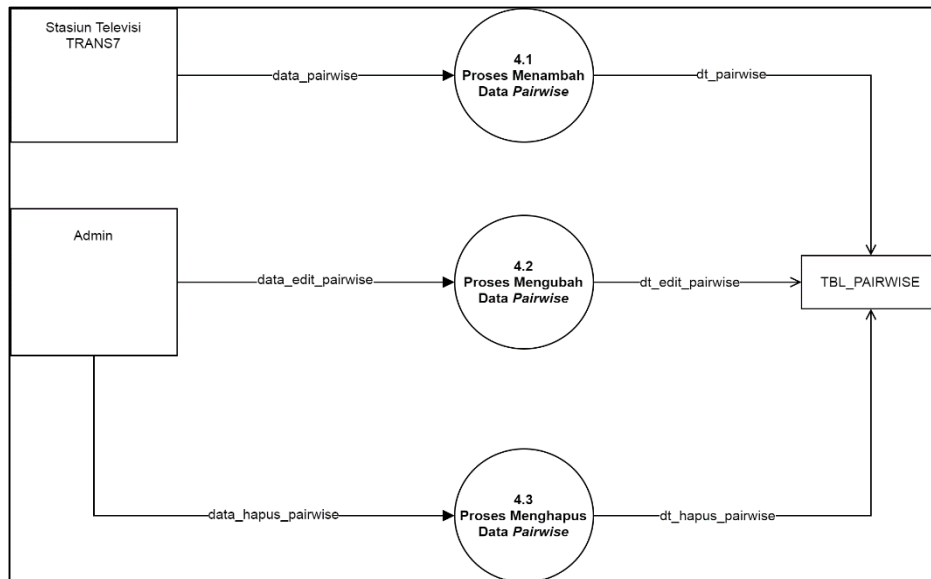 Stasiun Televisi
TRANS7
data_pairwise
4.1
Proses Menambah
Data Pairwise
dt_pairwise
Admin
data_edit_pairwise
4.2
Proses Mengubah
Data Pairwise
dt_edit_pairwise
TBL_PAIRWISE
data_hapus_pairwise
4.3
Proses Menghapus
Data Pairwise
dt_hapus_pairwise